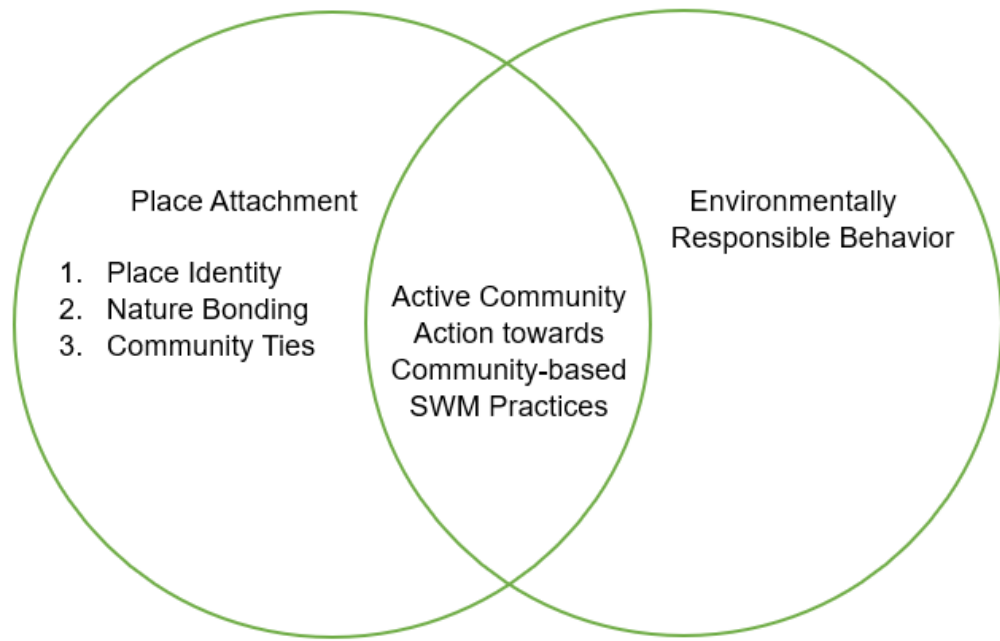 Place Attachment
1. Place Identity
2. Nature Bonding
3. Community Ties
Active Community
Action towards
Community-based
SWM Practices
Environmentally
Responsible Behavior